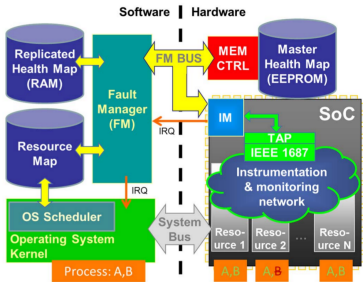 Software
Hardware
Replicated
Health Map
(RAM)
Fault
Manager
(FM)
FM BUS
MEM
CTRL
Master
Health Map
(EEPROM)
IM
SoC
TAP
IEEE 1687
IRQ
Resource
Map
Instrumentation
& monitoring
network
IRQ
OS Scheduler
Operating System
Kernel
System
Bus
Reso-
urce 1
Reso-
urce 2
...
Reso-
urce N
Process: A,B
A,B
A,B
A,B